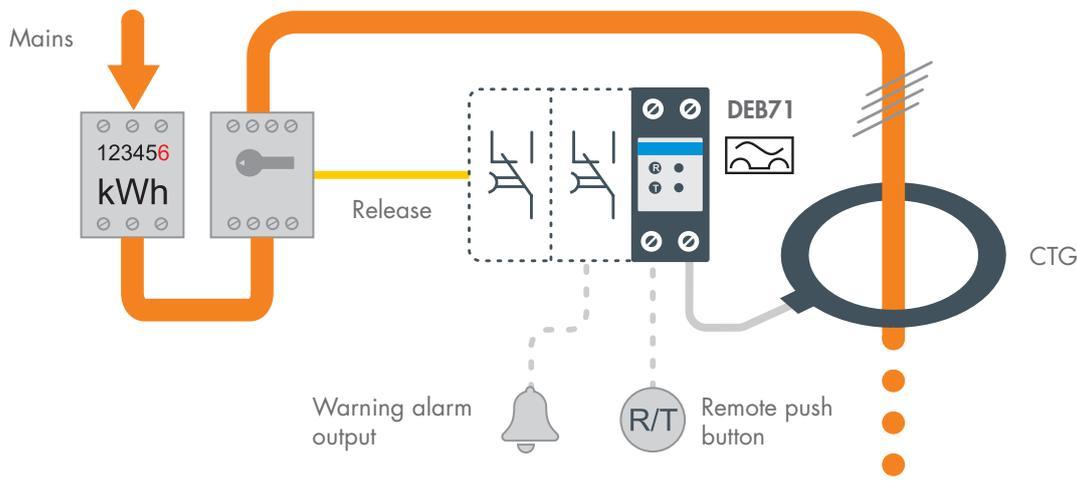 Mains
123456
kWh
Release
DEB71
R
T
CTG
Warning alarm
output
R/T
Remote push
button